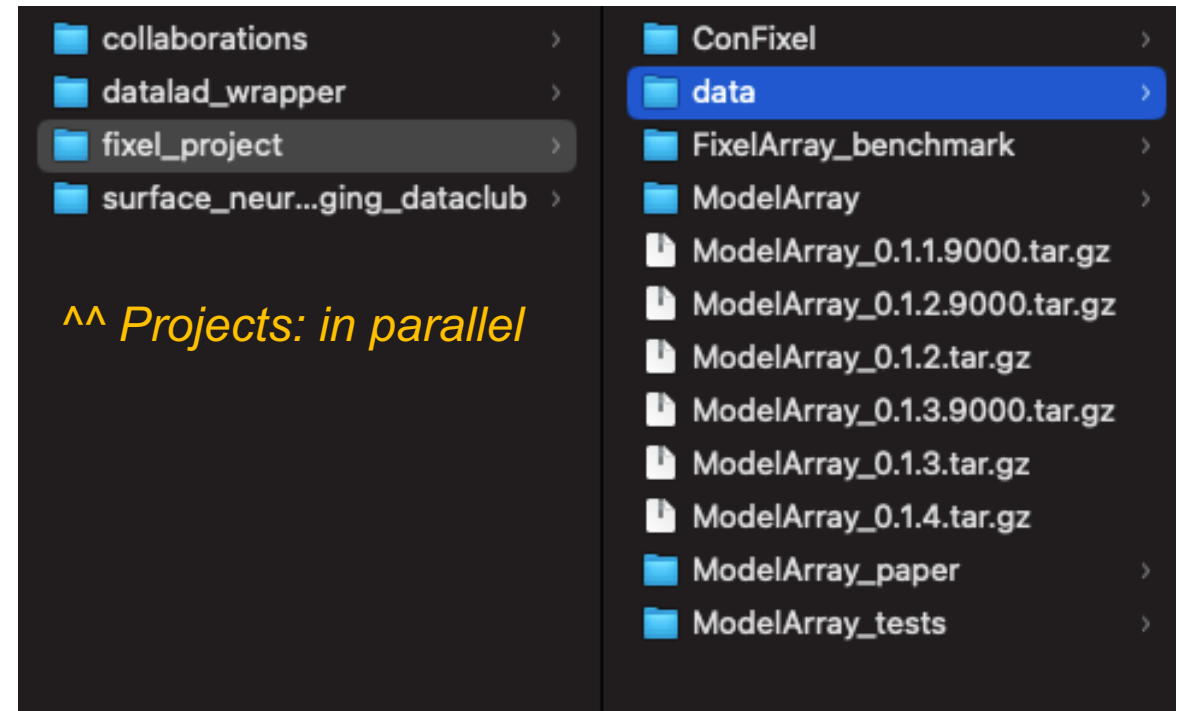 collaborations
datalad_wrapper
fixel_project
surface_neur...ging_dataclub
^^ Projects: in parallel
ConFixel
data
FixelArray_benchmark
ModelArray
ModelArray_0.1.1.9000.tar.gz
ModelArray_0.1.2.9000.tar.gz
ModelArray_0.1.2.tar.gz
ModelArray_0.1.3.9000.tar.gz
ModelArray_0.1.3.tar.gz
ModelArray_0.1.4.tar.gz
ModelArray_paper
ModelArray_tests